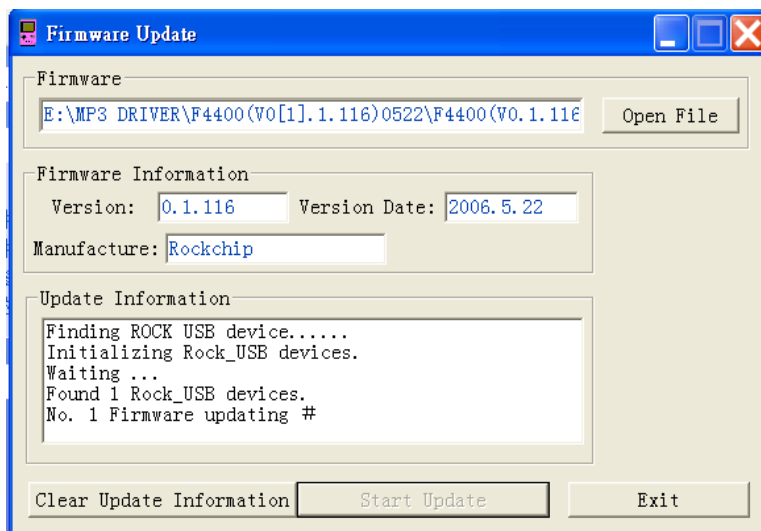 Firmware Update
Firmware
E:\MP3 DRIVER\F4400(V0[1].1.116)0522\F4400(V0.1.116
Open File
Firmware Information
Version: 0.1.116 Version Date: 2006.5.22
Manufacture: Rockchip
Update Information
Finding ROCK USB device......
Initializing Rock_USB devices.
Waiting ...
Found 1 Rock_USB devices.
No. 1 Firmware updating #
Clear Update Information Start Update Exit